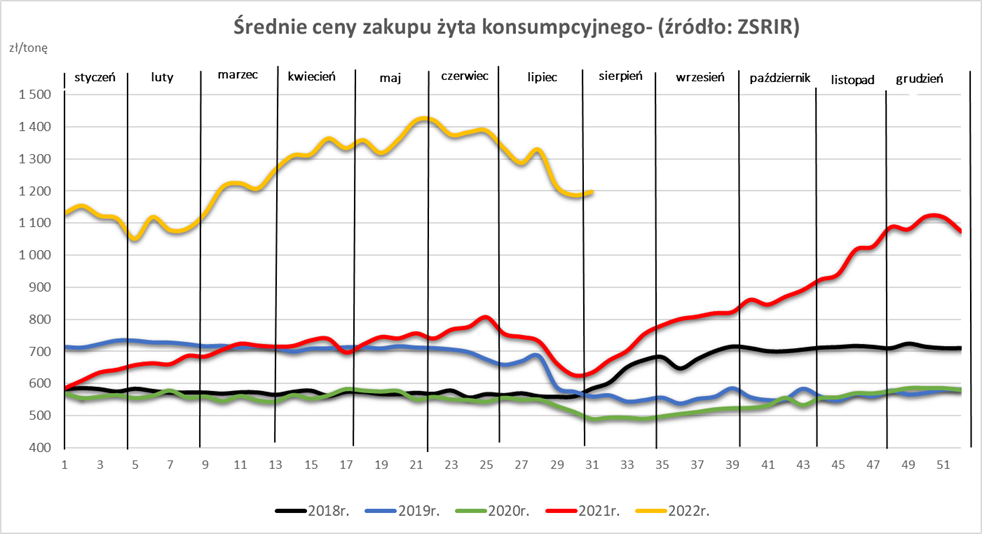 Średnie ceny zakupu żyta konsumpcyjnego- (źródło: ZSRIR)
zł/tonę
styczeń luty marzec kwiecień maj czerwiec lipiec sierpień wrzesień październik listopad grudzień
1 500
1 400
1 300
1 200
1 100
1 000
900
800
700
600
500
400
1 3 5 7 9 11 13 15 17 19 21 23 25 27 29 31 33 35 37 39 41 43 45 47 49 51
2018r. 2019r. 2020r. 2021r. 2022r.